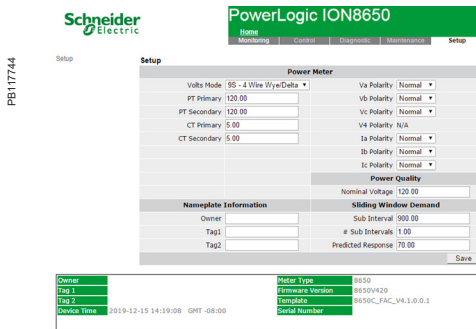 Schneider
Electric
PowerLogic ION8650
Home
Monitoring Control Diagnostic Maintenance Setup
PB117744
Setup
Setup
Power Meter
Volts Mode 9S - 4 Wire Wye/Delta Va Polarity Normal
PT Primary 120.00 Vb Polarity Normal
PT Secondary 120.00 Vc Polarity Normal
CT Primary 5.00 V4 Polarity N/A
CT Secondary 5.00 Ia Polarity Normal
Ib Polarity Normal
Ic Polarity Normal
Power Quality
Nominal Voltage 120.00
Nameplate Information Sliding Window Demand
Owner Sub Interval 900.00
Tag1 # Sub Intervals 1.00
Tag2 Predicted Response 70.00
Save
Owner Meter Type 8650
Tag 1 Firmware Version 8650V420
Tag 2 Template 8650C_FAC_V4.1.0.0.1
Device Time 2019-12-15 14:19:08 GMT -08:00 Serial Number